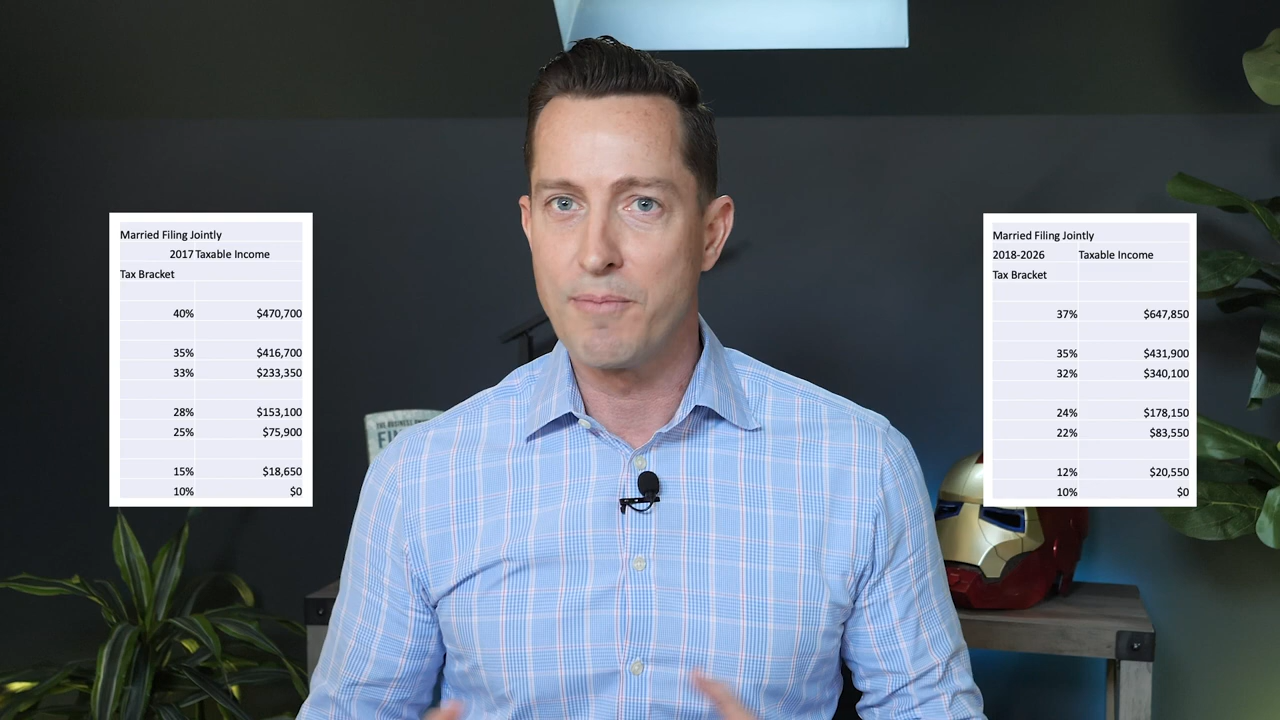 Married Filing Jointly
2017 Taxable Income
Tax Bracket
40% $470,700
35% $416,700
33% $233,350
28% $153,100
25% $75,900
15% $18,650
10% $0
THE BUSINESS
FIN
Married Filing Jointly
2018-2026 Taxable Income
Tax Bracket
37% $647,850
35% $431,900
32% $340,100
24% $178,150
22% $83,550
12% $20,550
10% $0